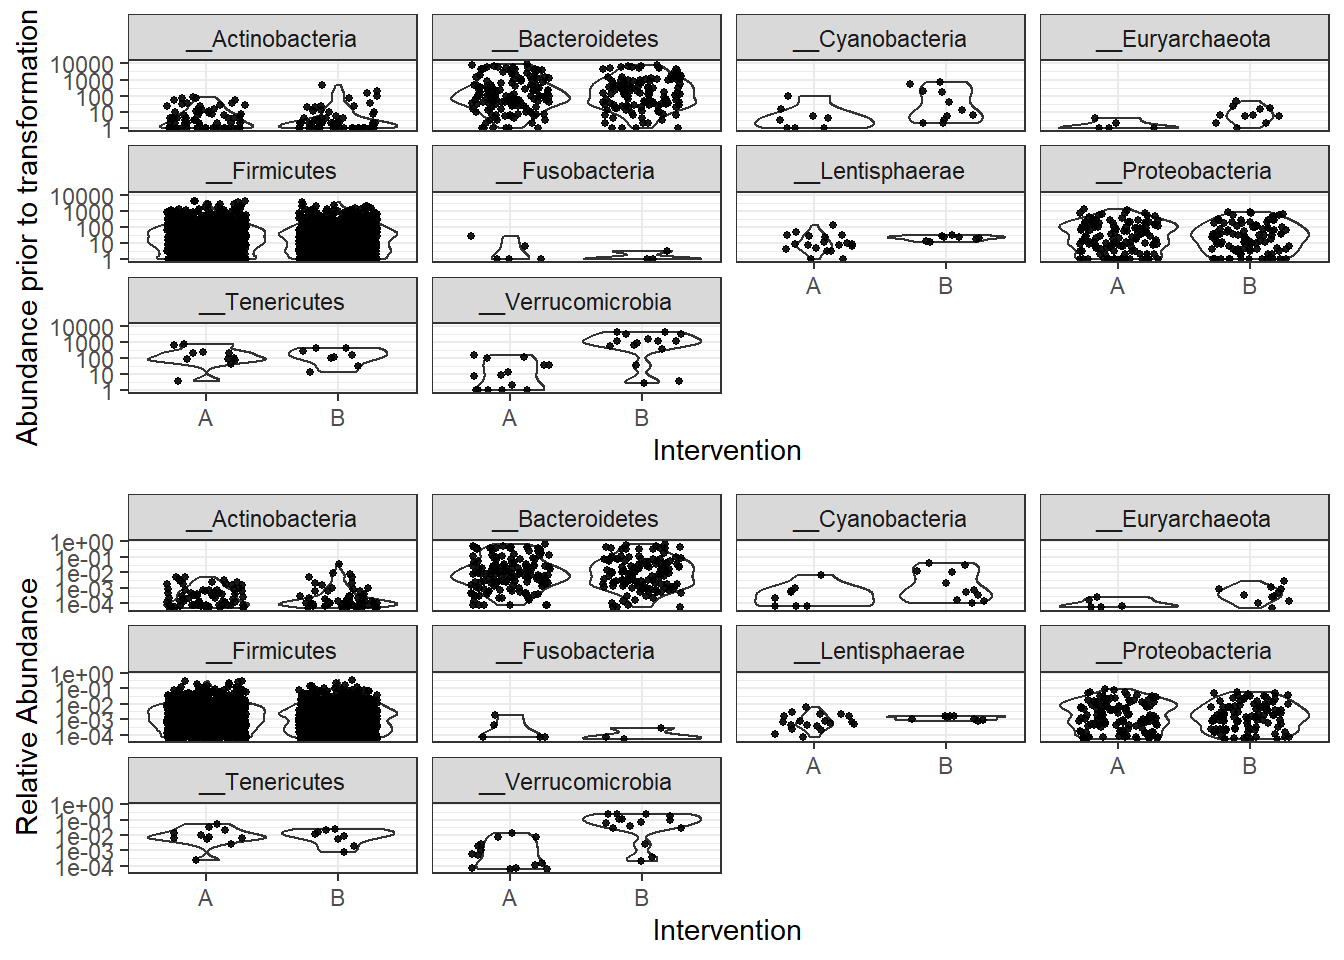 Abundance prior to transformation
__Actinobacteria __Bacteroidetes __Cyanobacteria __Euryarchaeota
10000
1000
100
10
1
__Firmicutes __Fusobacteria __Lentisphaerae __Proteobacteria
10000
1000
100
10
1
A B A B
__Tenericutes __Verrucomicrobia
10000
1000
100
10
1
A B A B
Intervention
Relative Abundance
__Actinobacteria __Bacteroidetes __Cyanobacteria __Euryarchaeota
1e+00
1e-01
1e-02
1e-03
1e-04
__Firmicutes __Fusobacteria __Lentisphaerae __Proteobacteria
1e+00
1e-01
1e-02
1e-03
1e-04
A B A B
__Tenericutes __Verrucomicrobia
1e+00
1e-01
1e-02
1e-03
1e-04
A B A B
Intervention